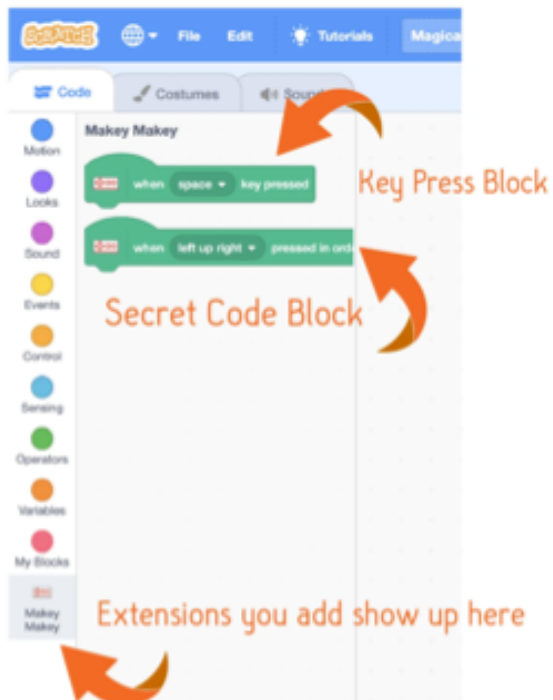 SCRATCH File Edit Tutorials Magica
Code Costumes Sound
Makey Makey
when space key pressed
Key Press Block
when left up right pressed in orde
Secret Code Block
Motion
Looks
Sound
Events
Control
Sensing
Operators
Variables
My Blocks
Makey
Makey
Extensions you add show up here